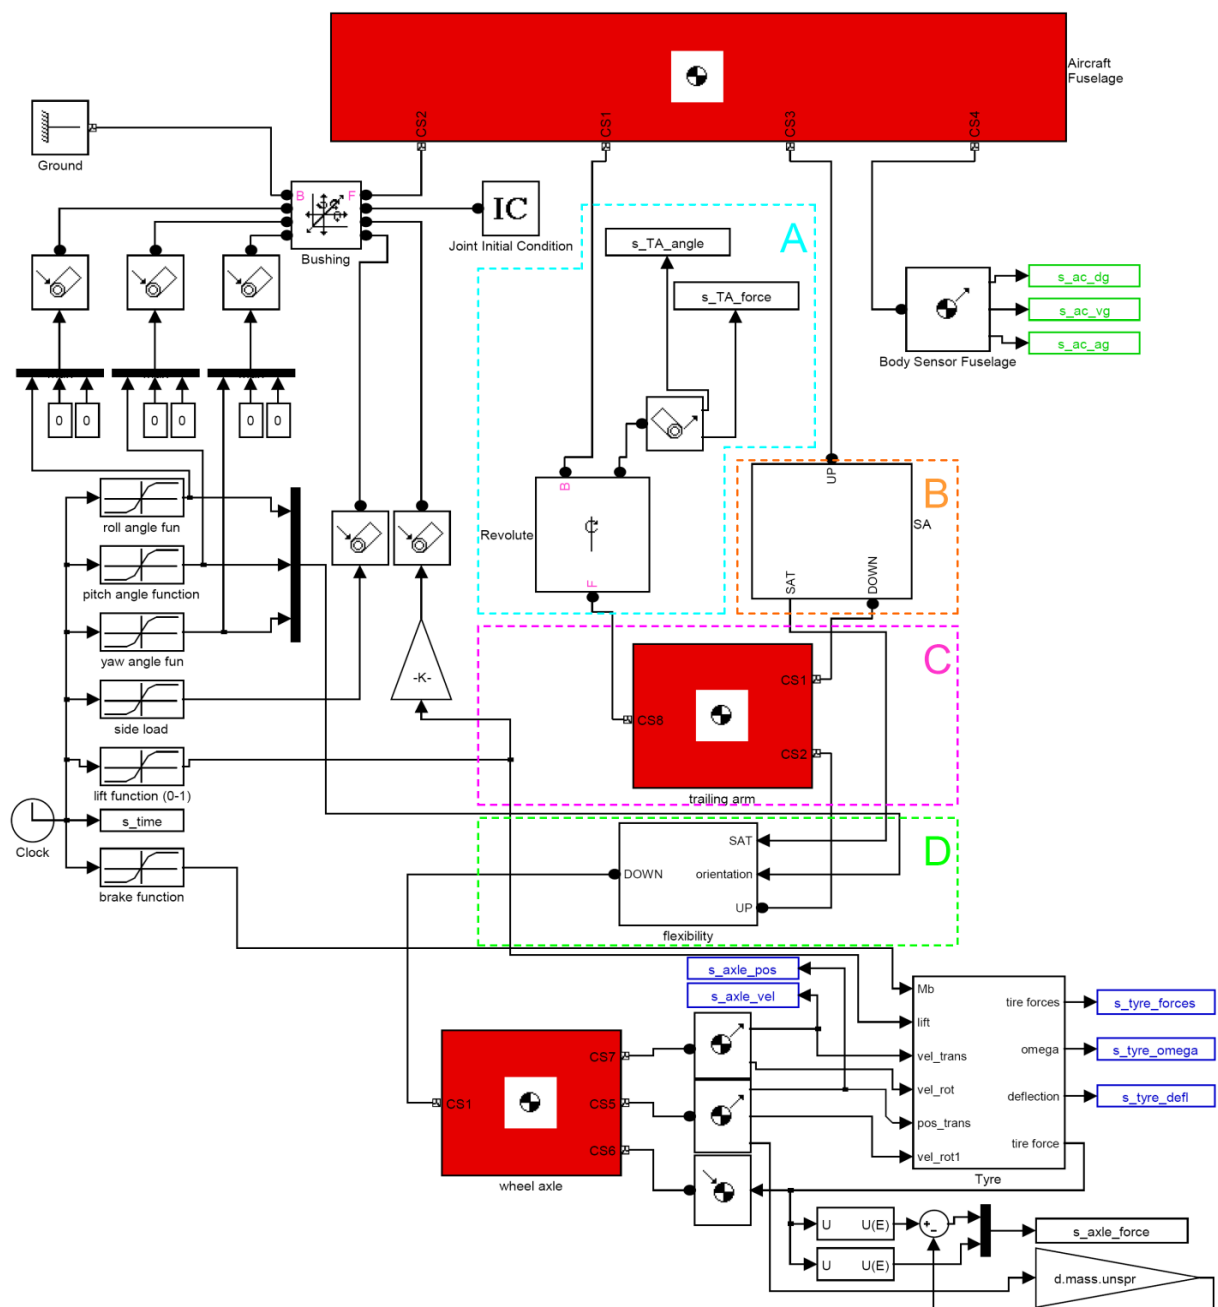 Aircraft
Fuselage
CS2
CS1
CS3
CS4
Ground
B
F
Bushing
IC
Joint Initial Condition
A
s_TA_angle
s_TA_force
s_ac_dg
s_ac_vg
s_ac_ag
Body Sensor Fuselage
0
0
0
0
0
0
B
Revolute
F
UP
B
SA
SAT
DOWN
roll angle fun
pitch angle function
yaw angle fun
side load
lift function (0-1)
s_time
Clock
brake function
-K-
C
CS1
CS8
CS2
trailing arm
D
SAT
DOWN
orientation
UP
flexibility
s_axle_pos
s_axle_vel
Mb
lift
vel_trans
vel_rot
pos_trans
vel_rot1
tire forces
omega
deflection
tire force
Tyre
s_tyre_forces
s_tyre_omega
s_tyre_defl
CS7
CS1
CS5
CS6
wheel axle
U U(E)
U U(E)
s_axle_force
d.mass.unspr